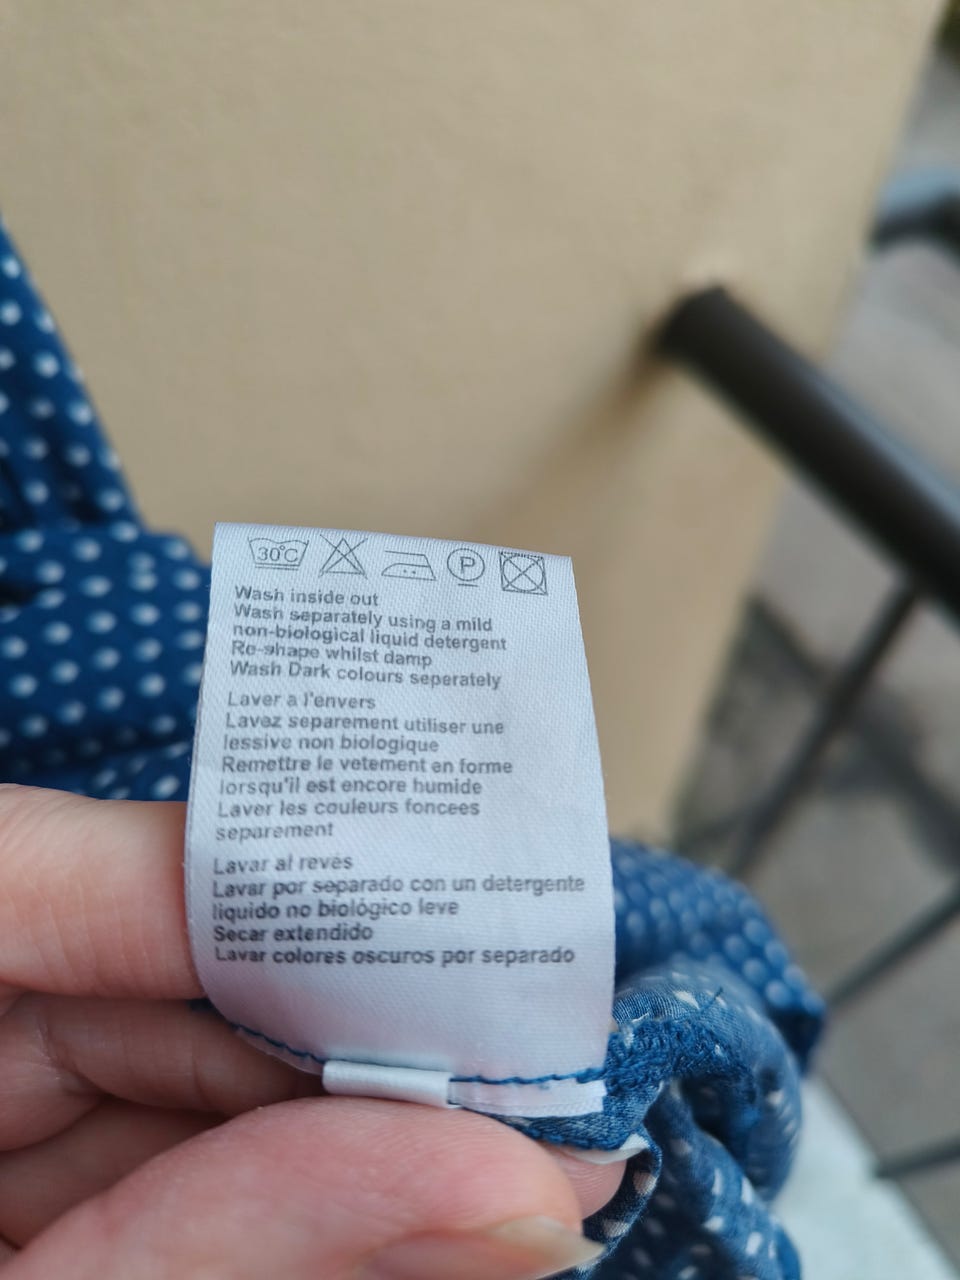 30°C P
Wash inside out
Wash separately using a mild
non-biological liquid detergent
Re-shape whilst damp
Wash Dark colours seperately
Laver a l'envers
Lavez separement utiliser une
lessive non biologique
Remettre le vetement en forme
lorsqu'il est encore humide
Laver les couleurs foncees
separement
Lavar al revés
Lavar por separado con un detergente
liquido no biológico leve
Secar extendido
Lavar colores oscuros por separado